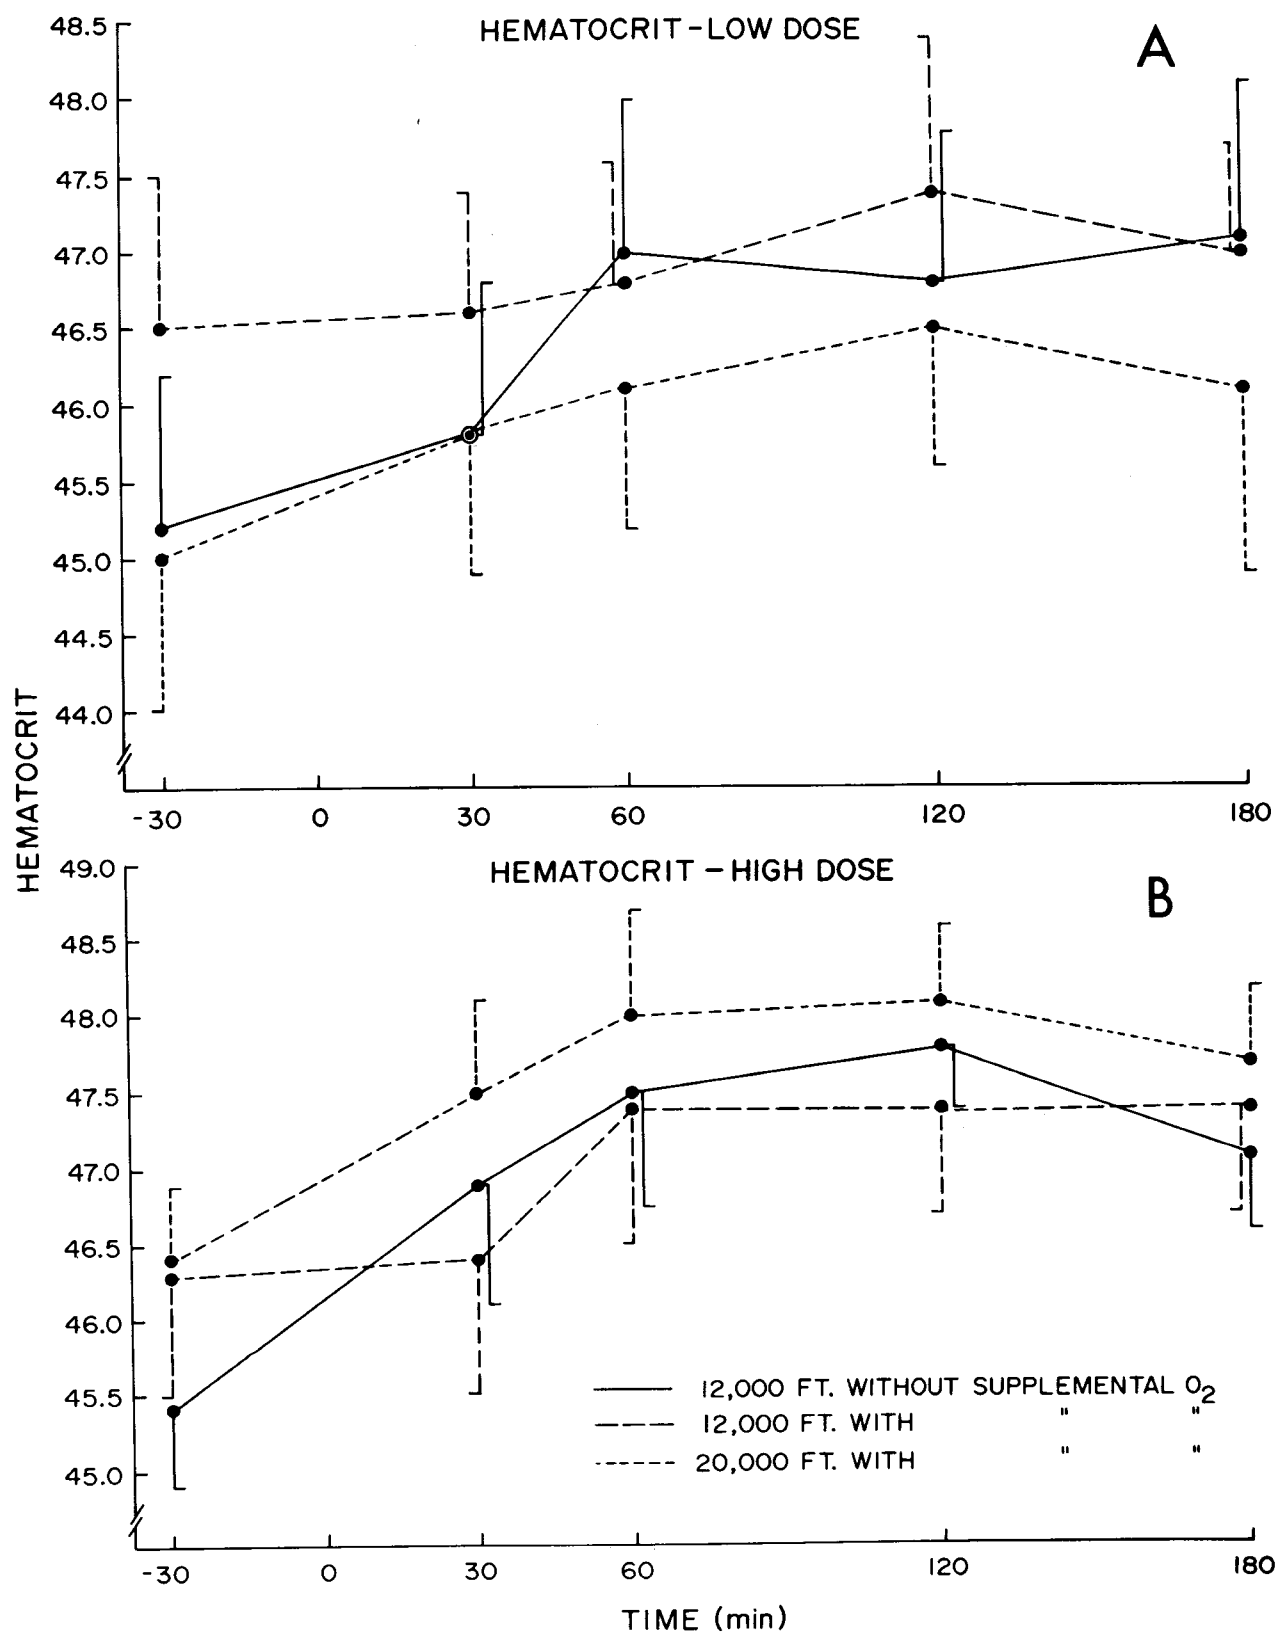 HEMATOCRIT - LOW DOSE
A
48.5
48.0
47.5
47.0
46.5
46.0
45.5
45.0
44.5
44.0
-30 0 30 60 120 180
HEMATOCRIT
HEMATOCRIT - HIGH DOSE
B
49.0
48.5
48.0
47.5
47.0
46.5
46.0
45.5
45.0
12,000 FT. WITHOUT SUPPLEMENTAL O2
12,000 FT. WITH " "
20,000 FT. WITH " "
-30 0 30 60 120 180
TIME (min)